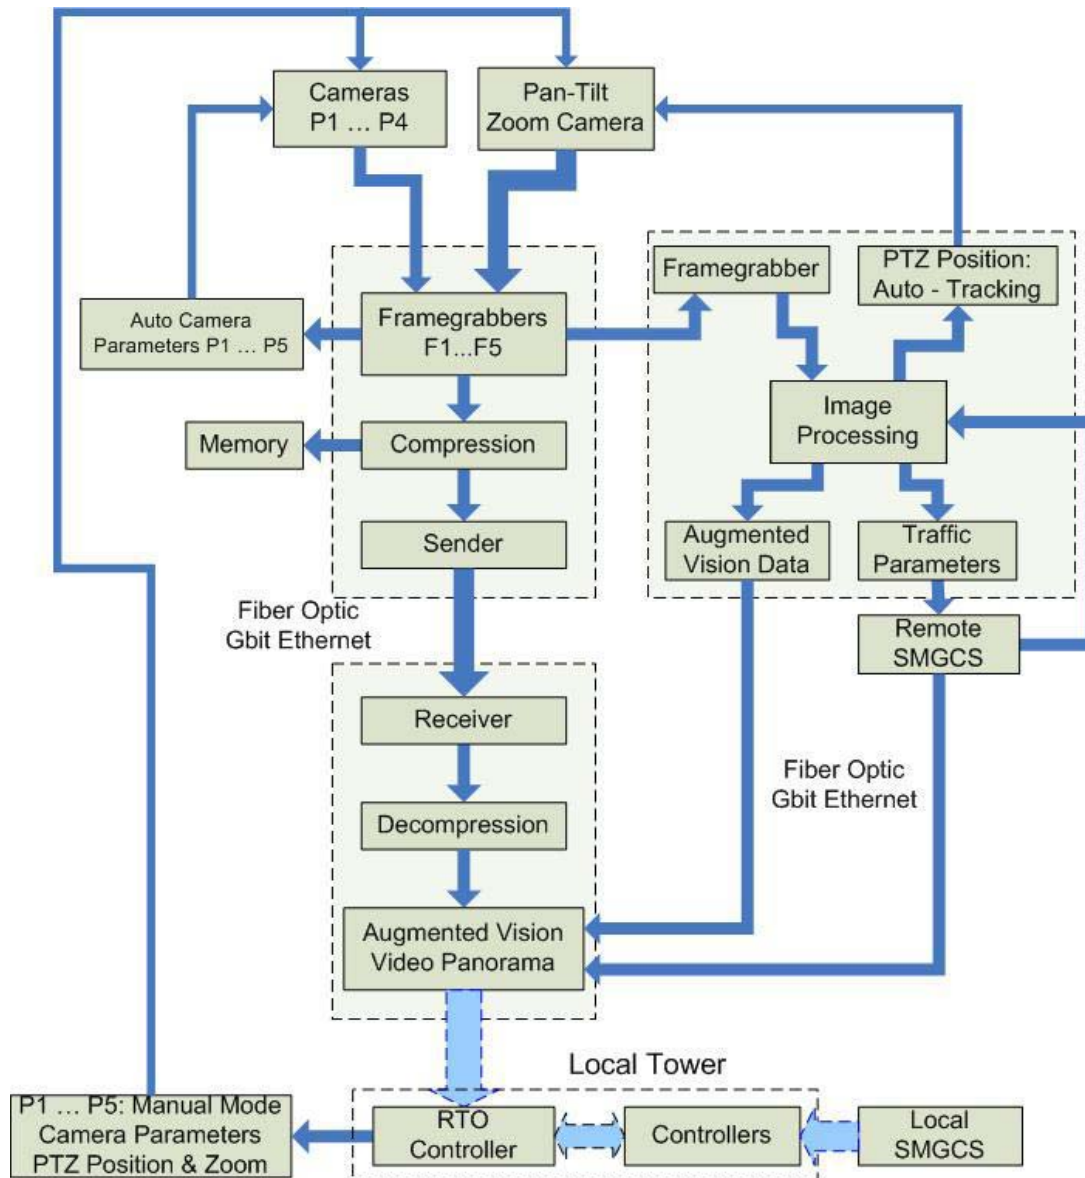 Cameras
P1 … P4
Pan-Tilt
Zoom Camera
Framegrabber
PTZ Position:
Auto - Tracking
Auto Camera
Parameters P1 … P5
Framegrabbers
F1...F5
Image
Processing
Memory
Compression
Sender
Augmented
Vision Data
Traffic
Parameters
Fiber Optic
Gbit Ethernet
Remote
SMGCS
Receiver
Fiber Optic
Gbit Ethernet
Decompression
Augmented Vision
Video Panorama
Local Tower
P1 … P5: Manual Mode
Camera Parameters
PTZ Position & Zoom
RTO
Controller
Controllers
Local
SMGCS